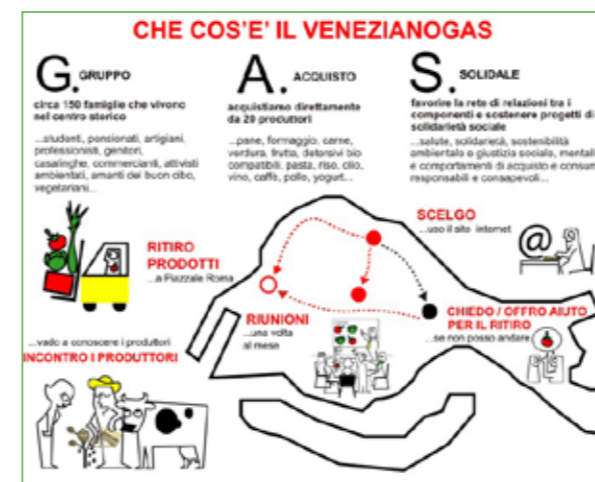 CHE COS'E' IL VENEZIANOGAS
G. GRUPPO
circa 150 famiglie che vivono
nel centro storico
...studenti, pensionati, artigiani,
professionisti, genitori,
casalinghe, commercianti, attivisti
ambientali, amanti del buon cibo,
vegetariani...
A. ACQUISTO
acquistiamo direttamente
da 20 produttori
...pane, formaggio, carne,
verdura, frutta, detersivi bio
compatibili, pasta, riso, olio,
vino, caffè, pollo, yogurt...
S. SOLIDALE
favorire la rete di relazioni tra i
componenti e sostenere progetti di
solidarietà sociale
...salute, solidarietà, sostenibilità
ambientale e giustizia sociale, mentali
e comportamenti di acquisto e consum
responsabili e consapevoli...
SCELGO
...uso il sito internet
@
RITIRO
PRODOTTI
...a Piazzale Roma
RIUNIONI
...una volta
al mese
CHIEDO / OFFRO AIUTO
PER IL RITIRO
...se non posso andare
...vado a conoscere i produttori
INCONTRO I PRODUTTORI